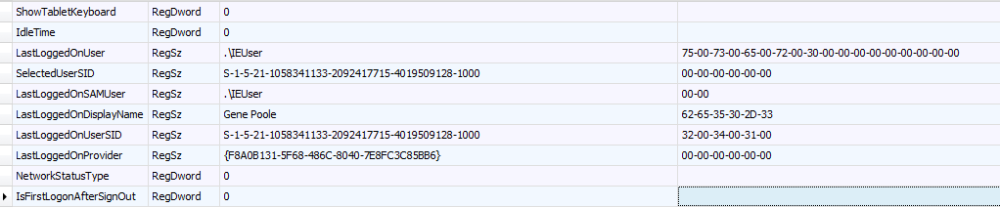 ShowTabletKeyboard RegDword 0
IdleTime RegDword 0
LastLoggedOnUser RegSz .\IEUser 75-00-73-00-65-00-72-00-30-00-00-00-00-00-00-00-00-00
SelectedUserSID RegSz S-1-5-21-1058341133-2092417715-4019509128-1000 00-00-00-00-00-00
LastLoggedOnSAMUser RegSz .\IEUser 00-00
LastLoggedOnDisplayName RegSz Gene Poole 62-65-35-30-2D-33
LastLoggedOnUserSID RegSz S-1-5-21-1058341133-2092417715-4019509128-1000 32-00-34-00-31-00
LastLoggedOnProvider RegSz {F8A0B131-5F68-486C-8040-7E8FC3C85BB6} 00-00-00-00-00-00
NetworkStatusType RegDword 0
IsFirstLogonAfterSignOut RegDword 0